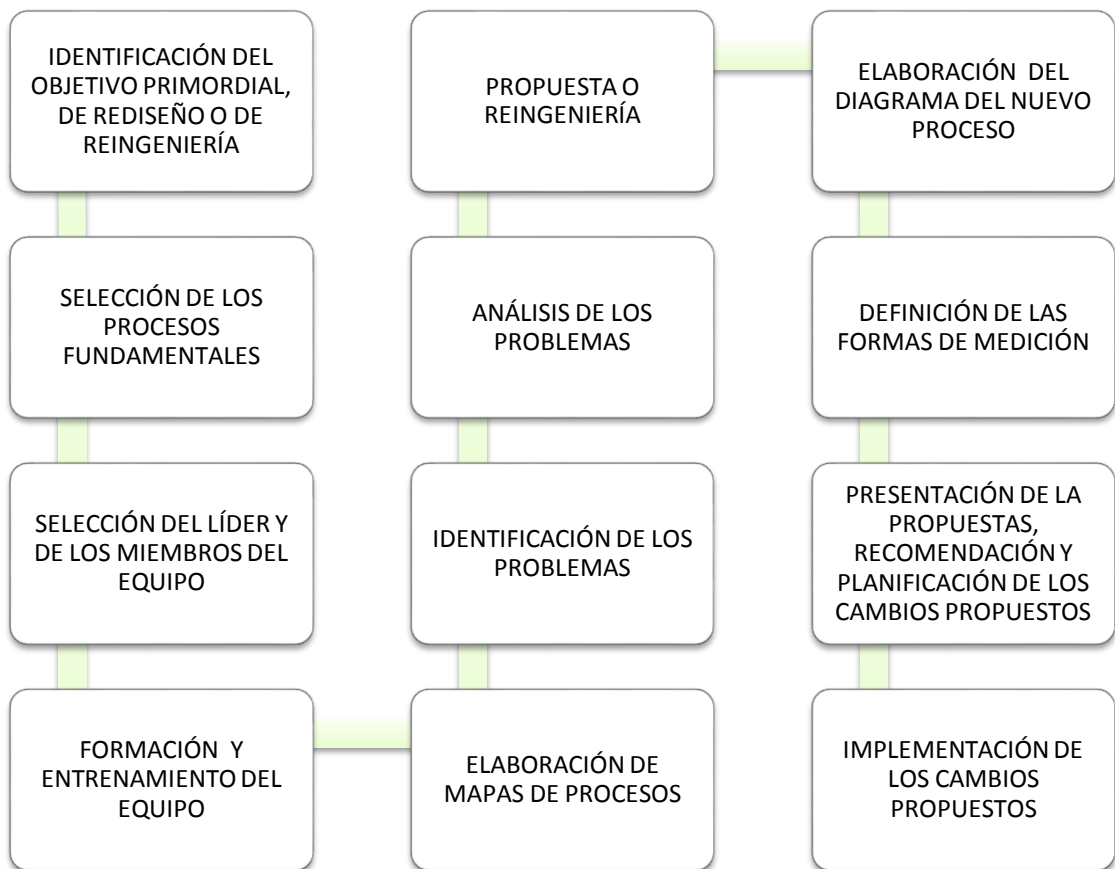 IDENTIFICACIÓN DEL
OBJETIVO PRIMORDIAL,
DE REDISEÑO O DE
REINGENIERÍA
SELECCIÓN DE LOS
PROCESOS
FUNDAMENTALES
SELECCIÓN DEL LÍDER Y
DE LOS MIEMBROS DEL
EQUIPO
FORMACIÓN Y
ENTRENAMIENTO DEL
EQUIPO
ELABORACIÓN DE
MAPAS DE PROCESOS
IDENTIFICACIÓN DE LOS
PROBLEMAS
ANÁLISIS DE LOS
PROBLEMAS
PROPUESTA O
REINGENIERÍA
ELABORACIÓN DEL
DIAGRAMA DEL NUEVO
PROCESO
DEFINICIÓN DE LAS
FORMAS DE MEDICIÓN
PRESENTACIÓN DE LA
PROPUESTAS,
RECOMENDACIÓN Y
PLANIFICACIÓN DE LOS
CAMBIOS PROPUESTOS
IMPLEMENTACIÓN DE
LOS CAMBIOS
PROPUESTOS